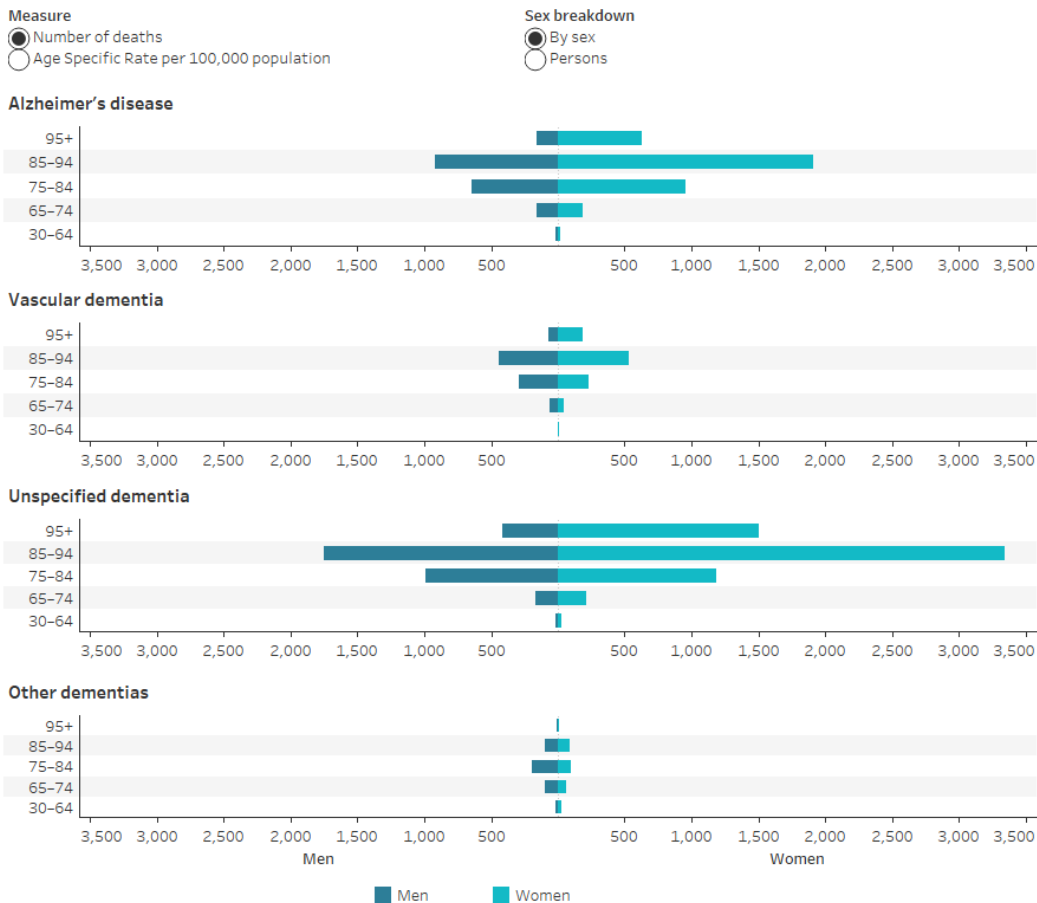 Measure Sex breakdown
Number of deaths By sex
Age Specific Rate per 100,000 population Persons
Alzheimer's disease
95+
85–94
75–84
65–74
30–64
3,500 3,000 2,500 2,000 1,500 1,000 500 500 1,000 1,500 2,000 2,500 3,000 3,500
Vascular dementia
95+
85–94
75–84
65–74
30–64
3,500 3,000 2,500 2,000 1,500 1,000 500 500 1,000 1,500 2,000 2,500 3,000 3,500
Unspecified dementia
95+
85–94
75–84
65–74
30–64
3,500 3,000 2,500 2,000 1,500 1,000 500 500 1,000 1,500 2,000 2,500 3,000 3,500
Other dementias
95+
85–94
75–84
65–74
30–64
3,500 3,000 2,500 2,000 1,500 1,000 500 500 1,000 1,500 2,000 2,500 3,000 3,500
Men Women
Men Women